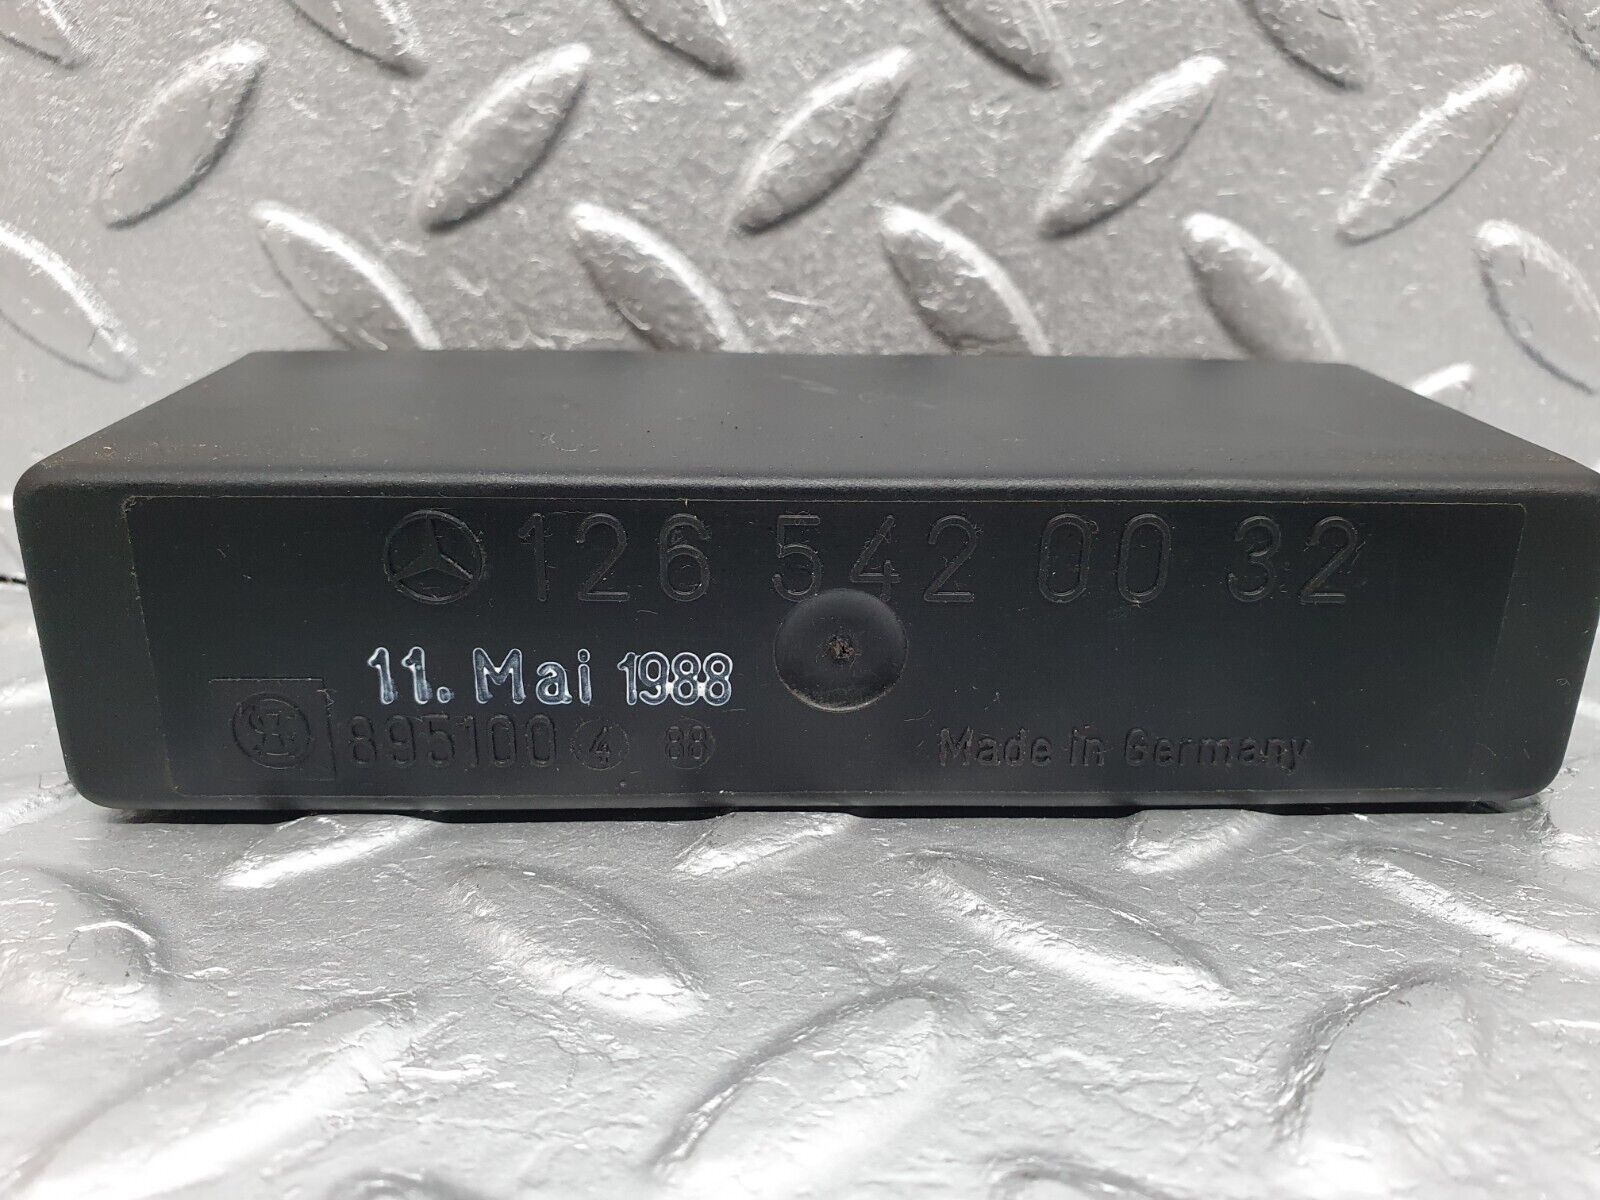 126 542 00 32
11. Mai 1988
895100 4 88 Made in Germany